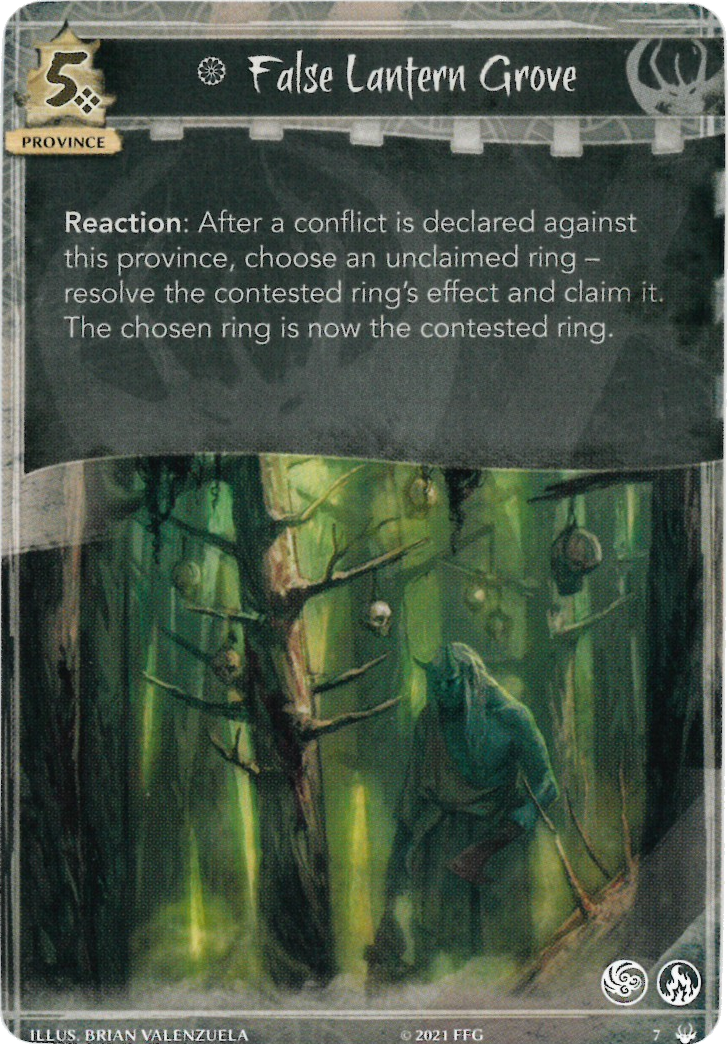 5
False Lantern Grove
PROVINCE
Reaction: After a conflict is declared against
this province, choose an unclaimed ring –
resolve the contested ring's effect and claim it.
The chosen ring is now the contested ring.
ILLUS. BRIAN VALENZUELA
© 2021 FFG
7